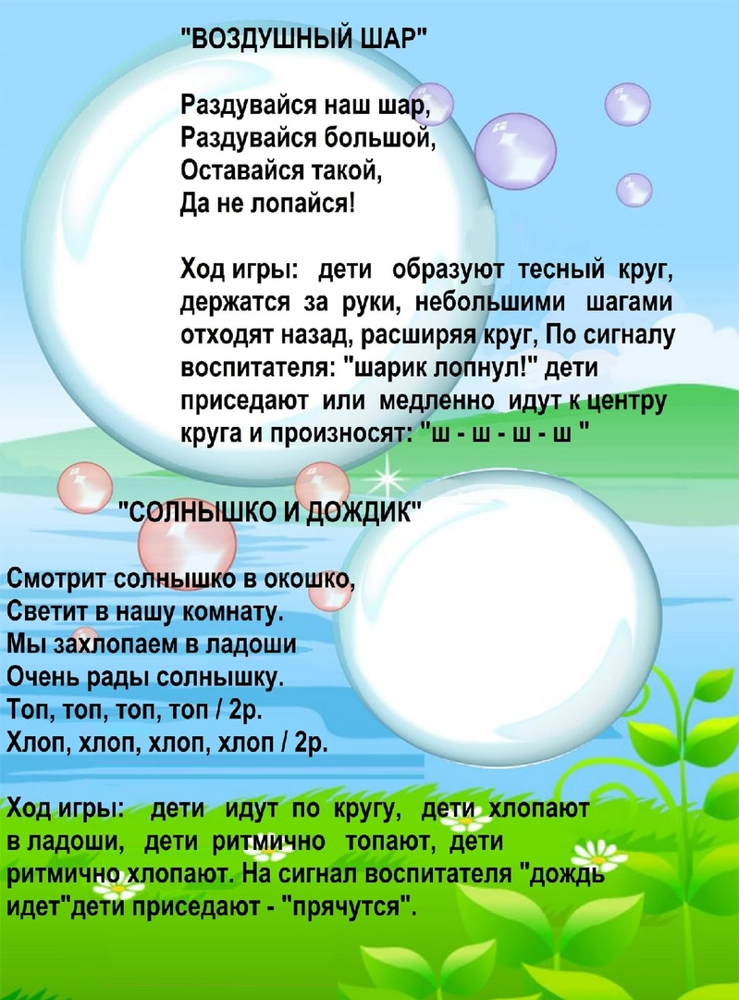 "ВОЗДУШНЫЙ ШАР"
Раздувайся наш шар,
Раздувайся большой,
Оставайся такой,
Да не лопайся!
Ход игры: дети образуют тесный круг,
держатся за руки, небольшими шагами
отходят назад, расширяя круг, По сигналу
воспитателя: "шарик лопнул!" дети
приседают или медленно идут к центру
круга и произносят: "ш - ш - ш - ш "
"СОЛНЫШКО И ДОЖДИК"
Смотрит солнышко в окошко,
Светит в нашу комнату.
Мы захлопаем в ладоши
Очень рады солнышку.
Топ, топ, топ, топ / 2р.
Хлоп, хлоп, хлоп, хлоп / 2р.
Ход игры: дети идут по кругу, дети хлопают
в ладоши, дети ритмично топают, дети
ритмично хлопают. На сигнал воспитателя "дождь
идет"дети приседают - "прячутся".